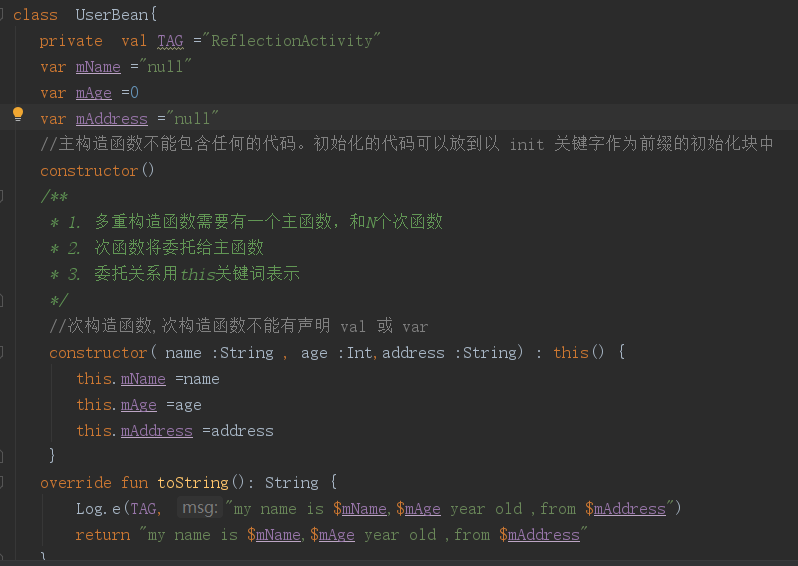 class  UserBean{
private  val TAG ="ReflectionActivity"
var mName ="null"
var mAge =0
var mAddress ="null"
//主构造函数不能包含任何的代码。初始化的代码可以放到以 init 关键字作为前缀的初始化块中
constructor()
/**
* 1. 多重构造函数需要有一个主函数，和N个次函数
* 2. 次函数将委托给主函数
* 3. 委托关系用this关键词表示
*/
//次构造函数,次构造函数不能有声明 val 或 var
constructor( name :String , age :Int,address :String) : this() {
this.mName =name
this.mAge =age
this.mAddress =address
}
override fun toString(): String {
Log.e(TAG, msg: "my name is $mName,$mAge year old ,from $mAddress")
return "my name is $mName,$mAge year old ,from $mAddress"
}